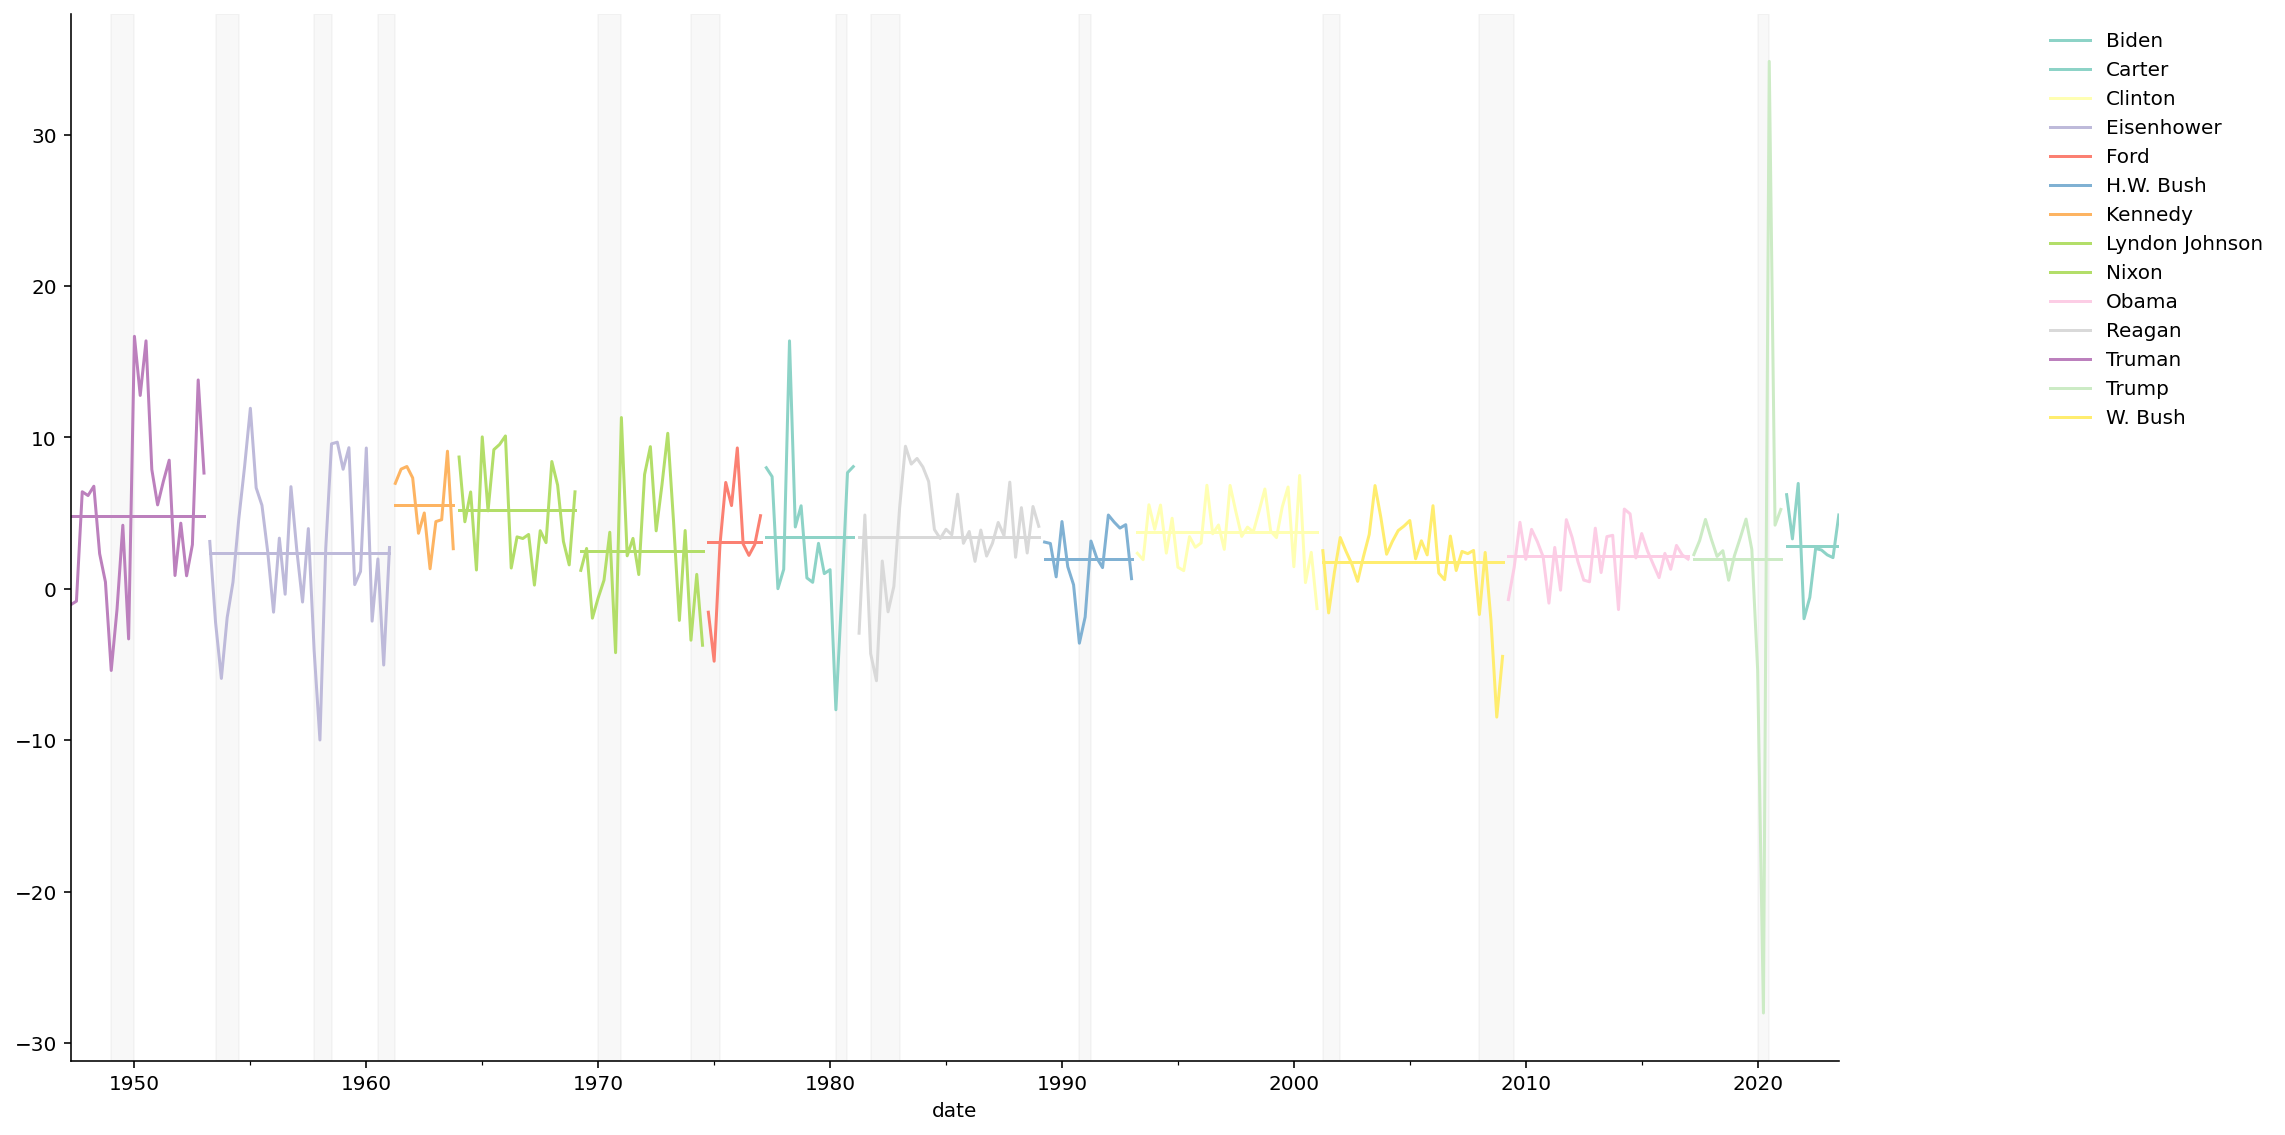 30
20
10
0
−10
−20
−30
1950 1960 1970 1980 1990 2000 2010 2020
date
Biden
Carter
Clinton
Eisenhower
Ford
H.W. Bush
Kennedy
Lyndon Johnson
Nixon
Obama
Reagan
Truman
Trump
W. Bush